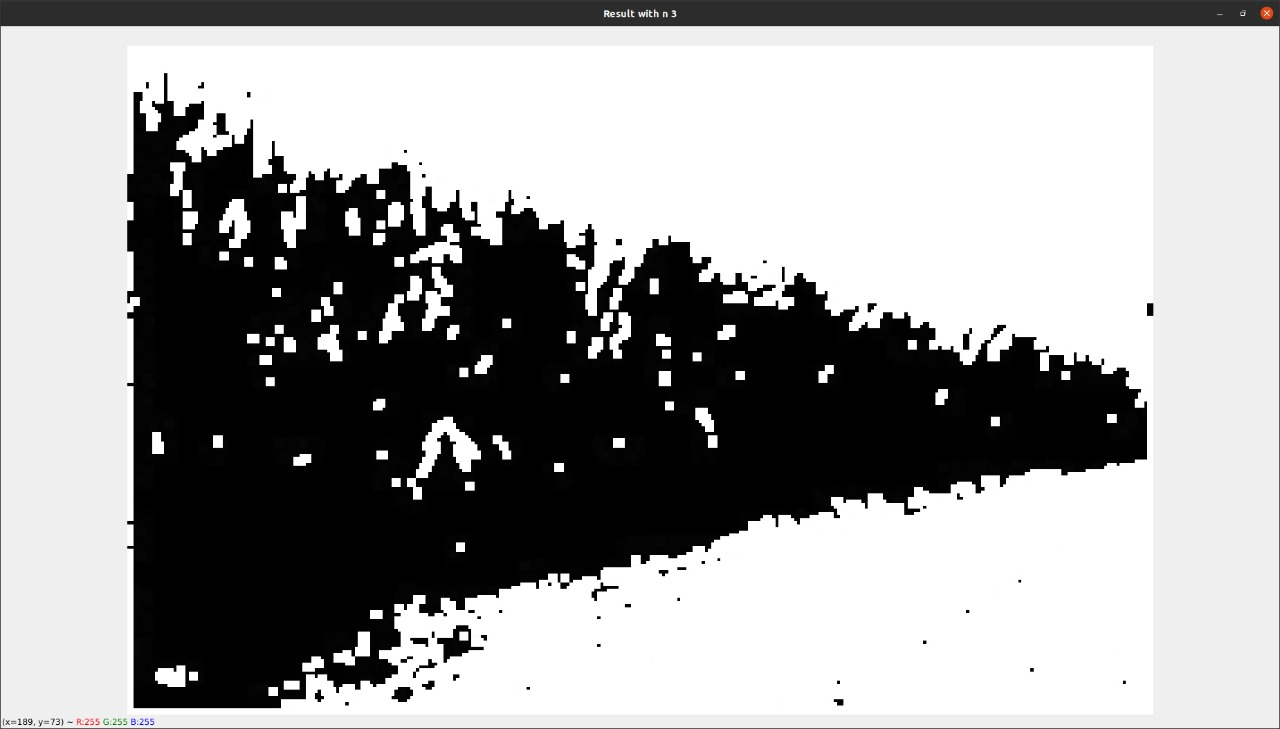 Result with n 3
(x=189, y=73) ~ R:255 G:255 B:255